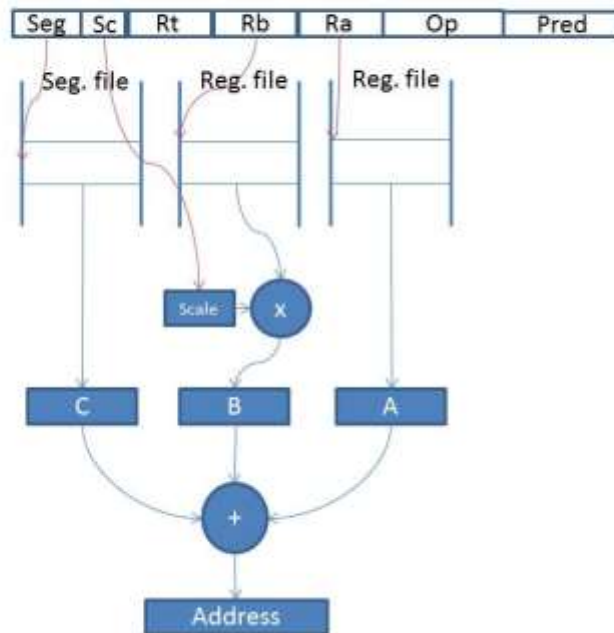 Seg Sc Rt Rb Ra Op Pred
Seg. file Reg. file Reg. file
Scale x
C B A
+
Address